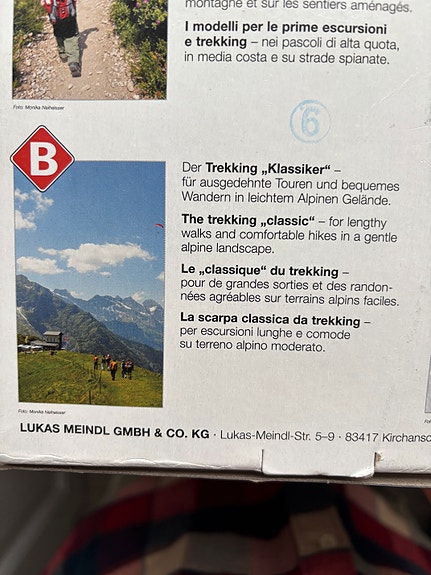 montagne et sur les sentiers aménagés.
I modelli per le prime escursioni
e trekking – nei pascoli di alta quota,
in media costa e su strade spianate.
Foto: Monika Neiheisser
6
B
Der Trekking „Klassiker“ –
für ausgedehnte Touren und bequemes
Wandern in leichtem Alpinen Gelände.
The trekking „classic“ – for lengthy
walks and comfortable hikes in a gentle
alpine landscape.
Le „classique“ du trekking –
pour de grandes sorties et des randon-
nées agréables sur terrains alpins faciles.
La scarpa classica da trekking –
per escursioni lunghe e comode
su terreno alpino moderato.
Foto: Monika Neiheisser
LUKAS MEINDL GMBH & CO. KG · Lukas-Meindl-Str. 5–9 · 83417 Kirchansc